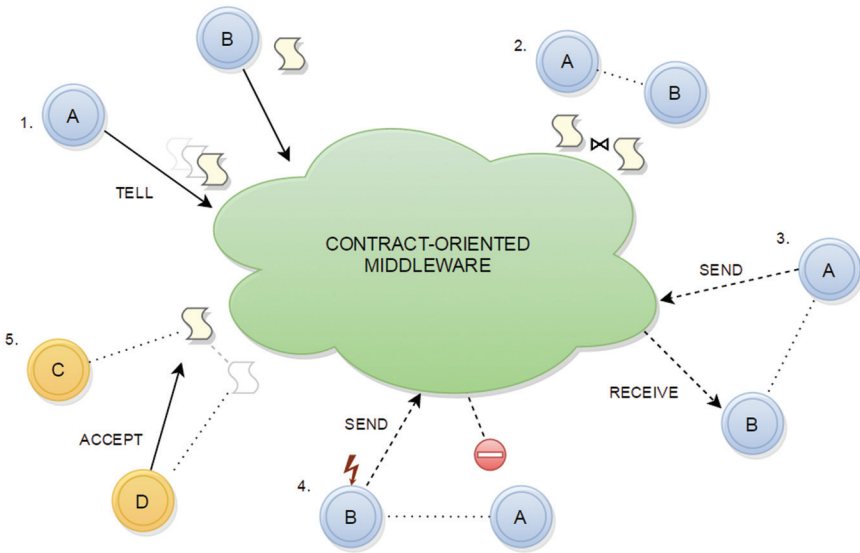 B
A
1.
TELL
2.
A
B
CONTRACT-ORIENTED
MIDDLEWARE
3.
A
SEND
RECEIVE
B
5.
C
ACCEPT
D
SEND
4.
B
A